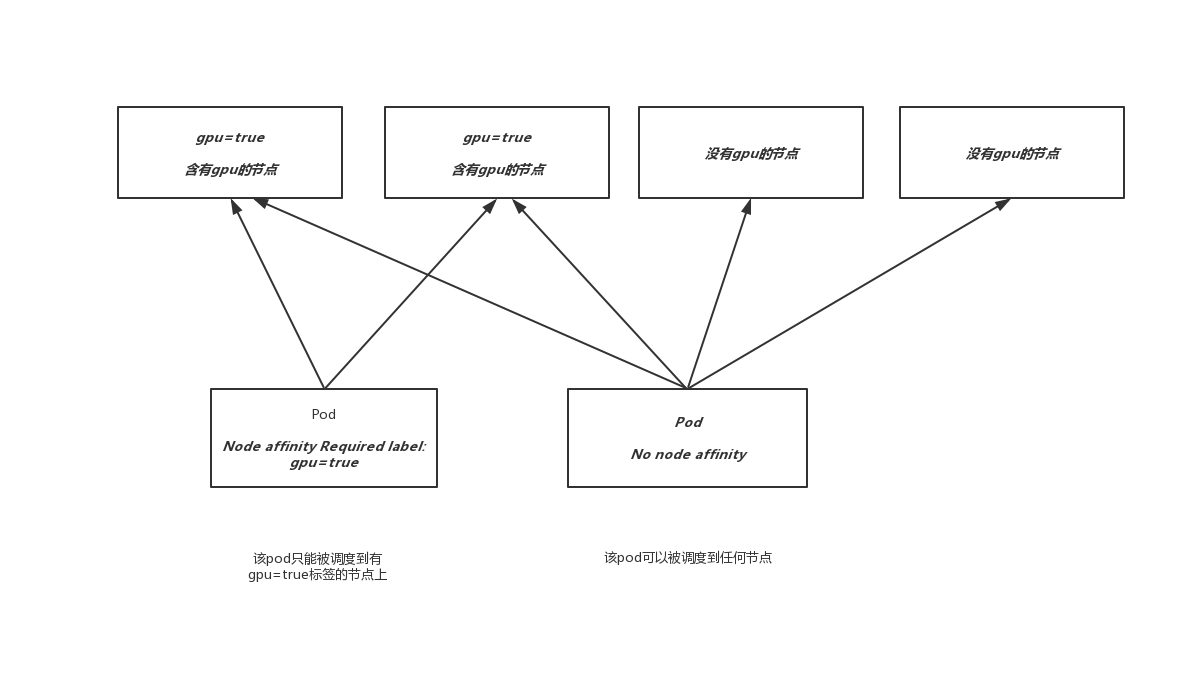 gpu=true
含有gpu的节点
gpu=true
含有gpu的节点
没有gpu的节点
没有gpu的节点
Pod
Node affinity Required label:
gpu=true
Pod
No node affinity
该pod只能被调度到有
gpu=true标签的节点上
该pod可以被调度到任何节点